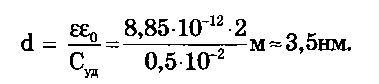 d = εε₀/C_уд = 8,85·10⁻¹²·2/0,5·10⁻² м ≈ 3,5нм.